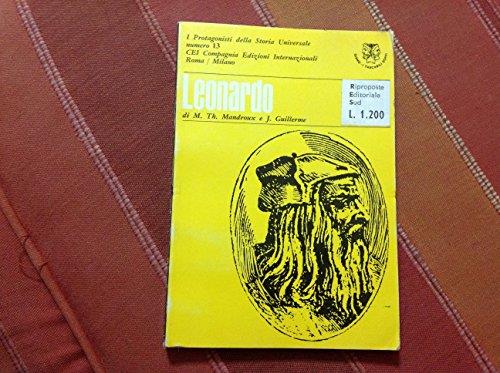 I Protagonisti della Storia Universale
numero 13
CEI Compagnia Edizioni Internazionali
Roma / Milano
Leonardo
di M. Th. Mandroux e J. Guillerme
Riproposte
Editoriale
Sud
L. 1.200